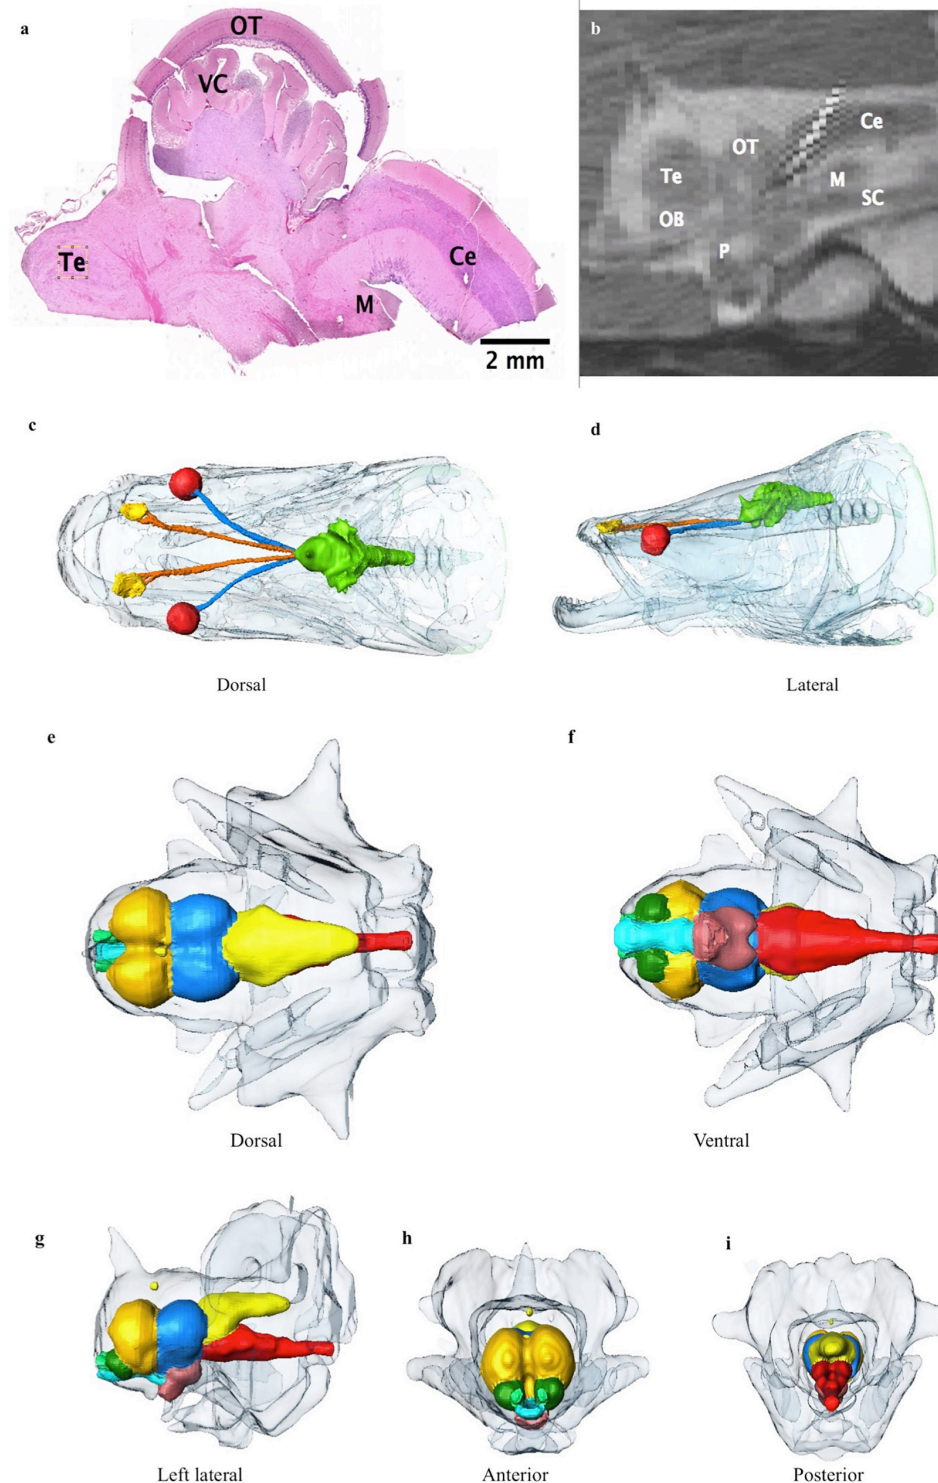 a
OT
VC
Te
Ce
M
2 mm
b
Ce
OT
Te
M
SC
OB
P
c
d
Dorsal
Lateral
e
f
Dorsal
Ventral
g
h
i
Left lateral
Anterior
Posterior